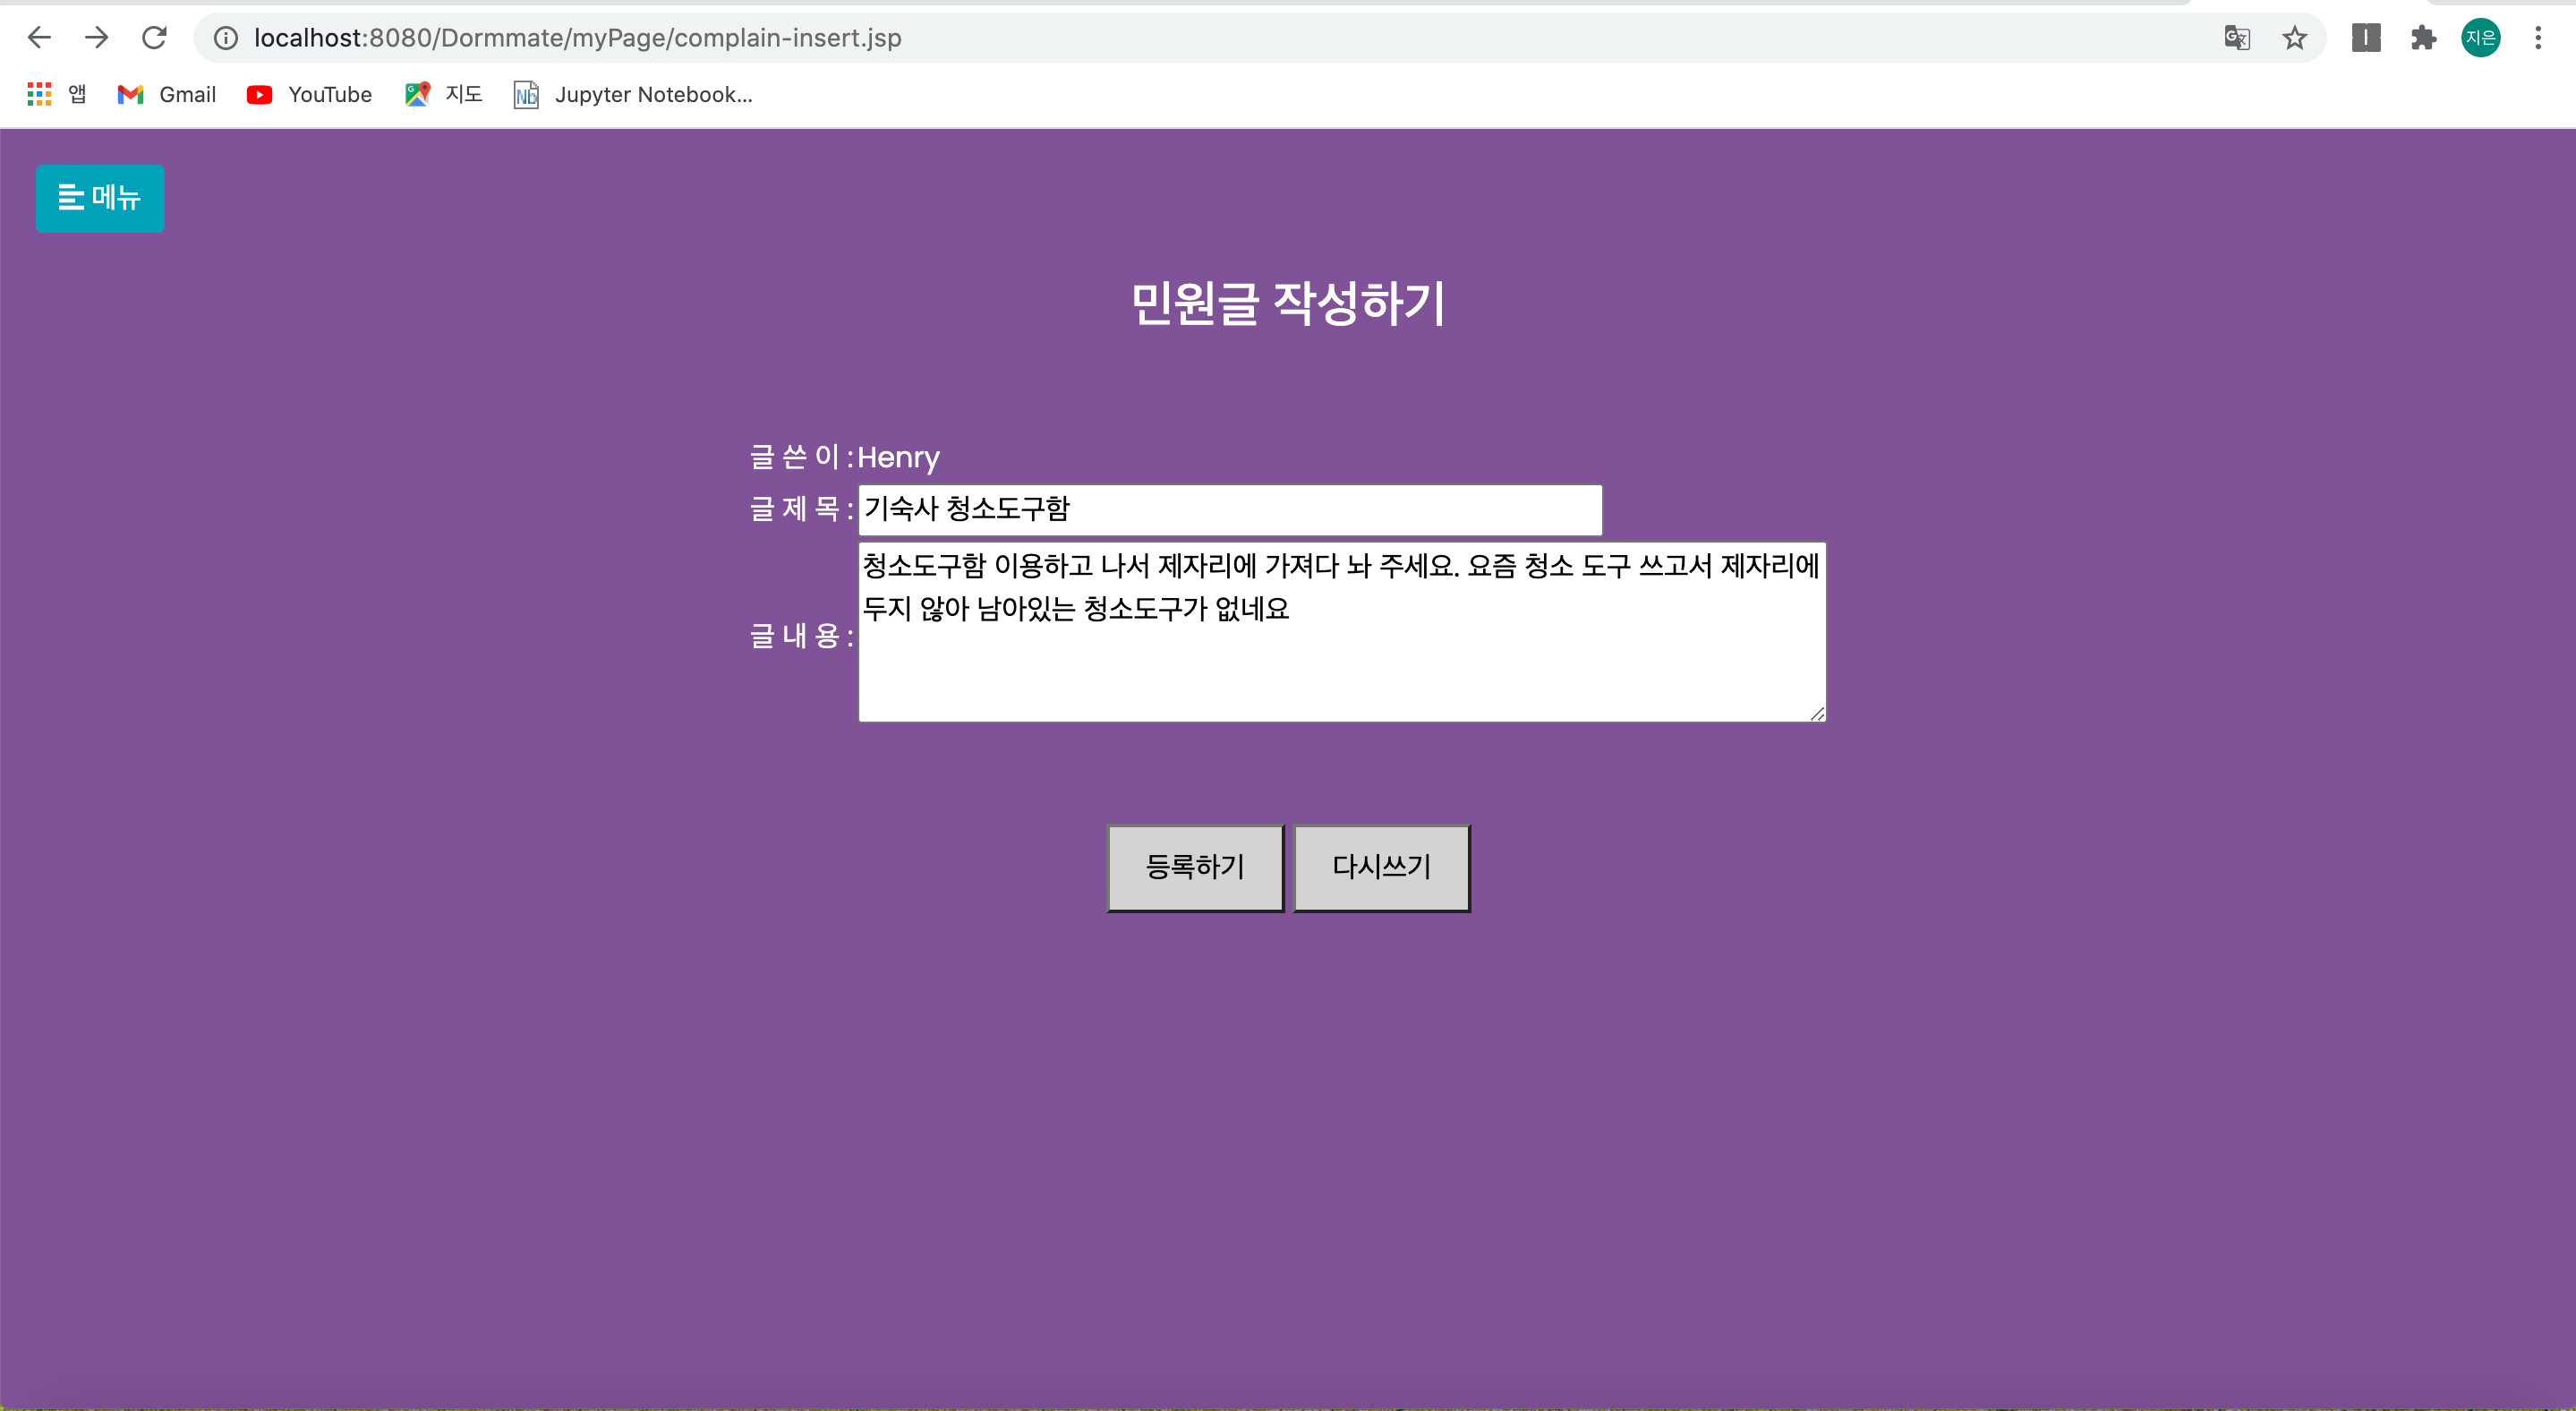 localhost:8080/Dormmate/myPage/complain-insert.jsp
지은
앱 Gmail YouTube 지도 Jupyter Notebook...
메뉴
민원글 작성하기
글 쓴 이 : Henry
글 제 목 : 기숙사 청소도구함
글 내 용 :
청소도구함 이용하고 나서 제자리에 가져다 놔 주세요. 요즘 청소 도구 쓰고서 제자리에
두지 않아 남아있는 청소도구가 없네요
등록하기 다시쓰기